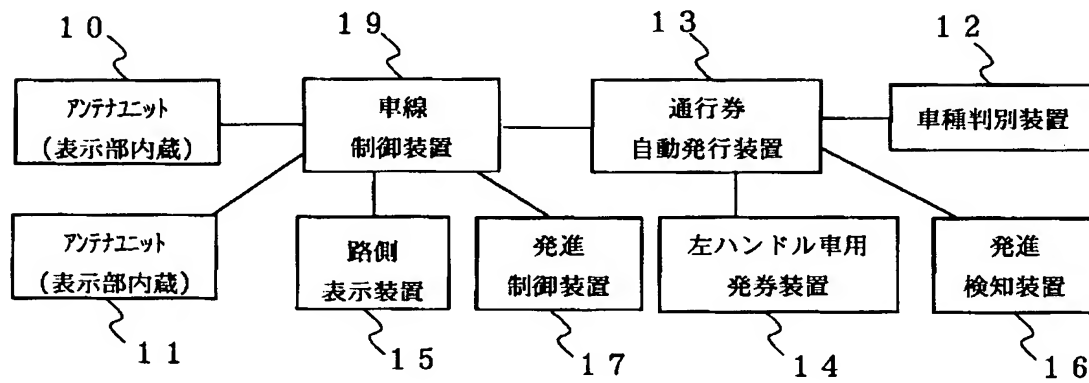 10
19
13
12
アンテナユニット
(表示部内蔵)
車線
制御装置
通行券
自動発行装置
車種判別装置
アンテナユニット
(表示部内蔵)
路側
表示装置
発進
制御装置
左ハンドル車用
発券装置
発進
検知装置
11
15
17
14
16